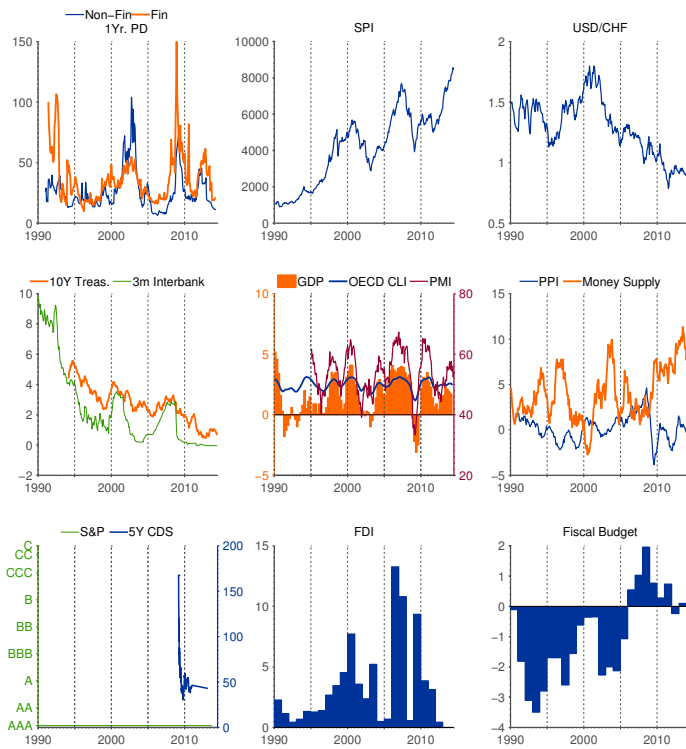 Non-Fin Fin
1Yr. PD
150
100
50
0
1990 2000 2010
SPI
10000
8000
6000
4000
2000
0
1990 2000 2010
USD/CHF
2
1.5
1
0.5
1990 2000 2010
10Y Treas. 3m Interbank
10
8
6
4
2
0
−2
1990 2000 2010
GDP OECD CLI PMI
10 80
5 60
0 40
−5 20
1990 2000 2010
PPI Money Supply
15
10
5
0
−5
1990 2000 2010
S&P 5Y CDS
C 200
CC
CCC
150
B
BB 100
BBB
A 50
AA
AAA 0
1990 2000 2010
FDI
15
10
5
0
1990 2000 2010
Fiscal Budget
2
1
0
−1
−2
−3
−4
1990 2000 2010